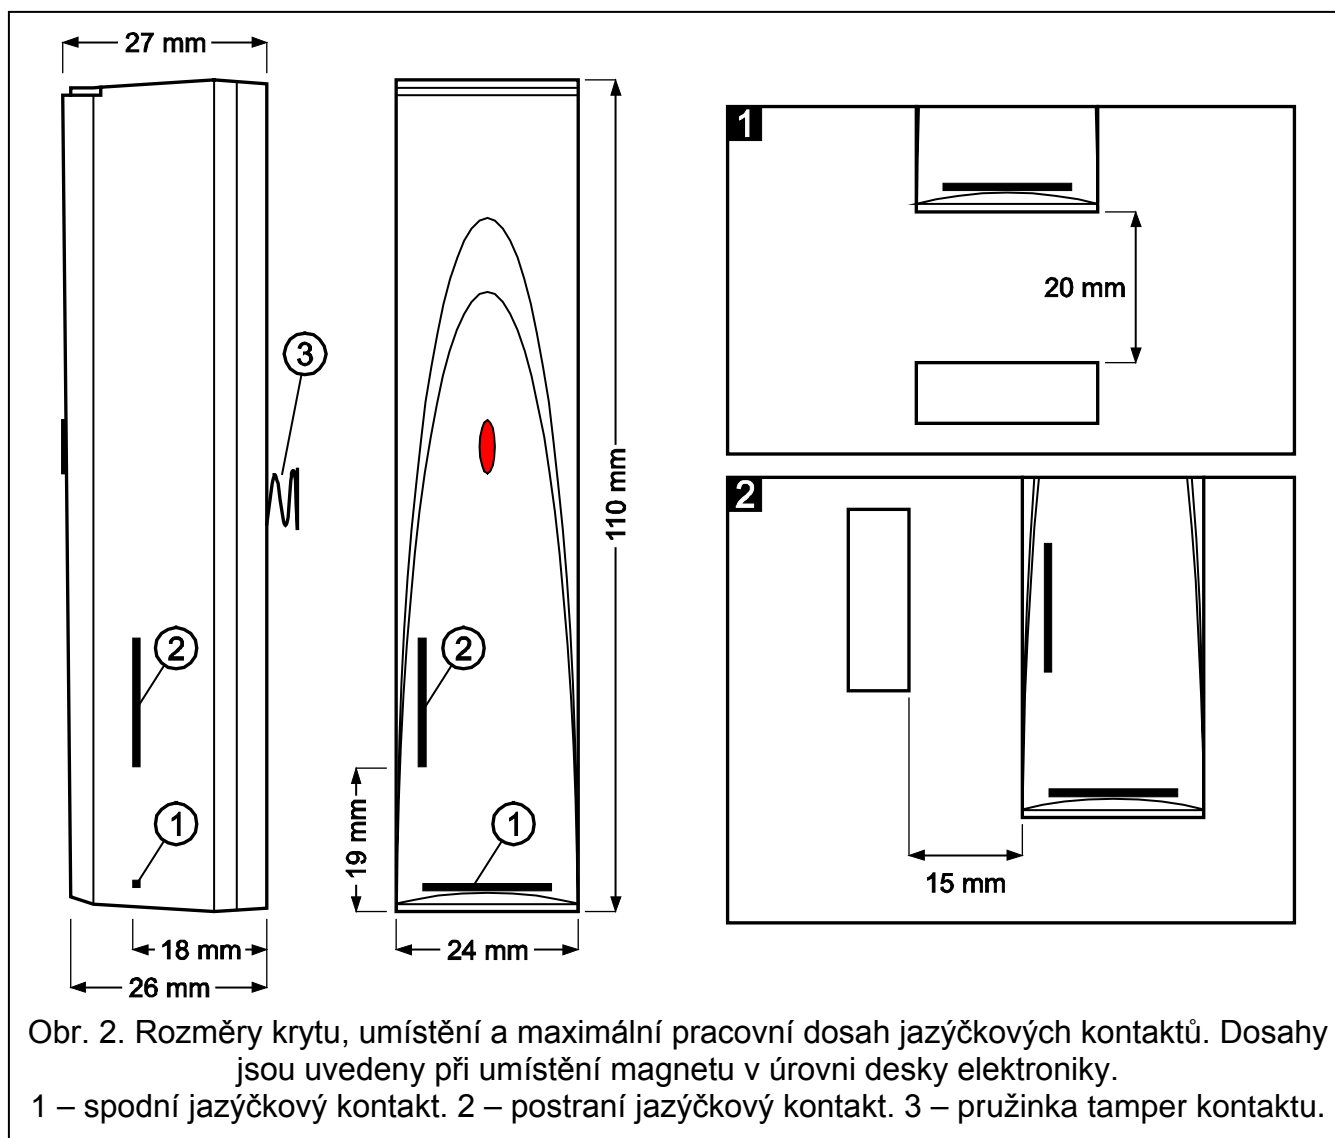 27 mm
3
2
1
18 mm
26 mm
2
1
19 mm
24 mm
110 mm
1
20 mm
2
15 mm
Obr. 2. Rozměry krytu, umístění a maximální pracovní dosah jazýčkových kontaktů. Dosahy
jsou uvedeny při umístění magnetu v úrovni desky elektroniky.
1 – spodní jazýčkový kontakt. 2 – postraní jazýčkový kontakt. 3 – pružinka tamper kontaktu.